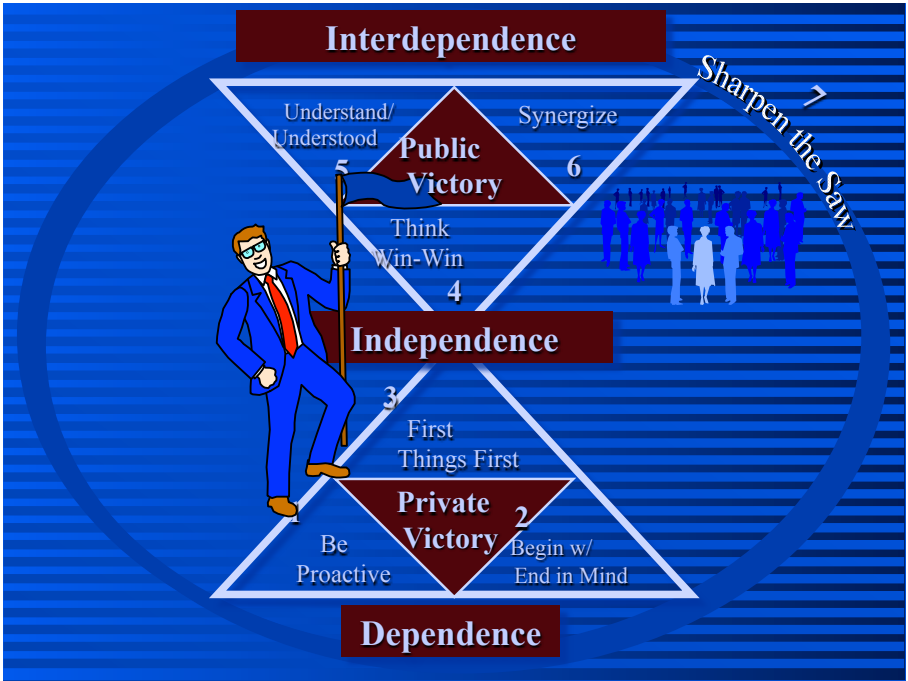 Interdependence
7
Sharpen the Saw
Understand/
Understood
5
Synergize
6
Public
Victory
Think
Win-Win
4
Independence
3
First
Things First
Private
Victory
1
Be
Proactive
2
Begin w/
End in Mind
Dependence